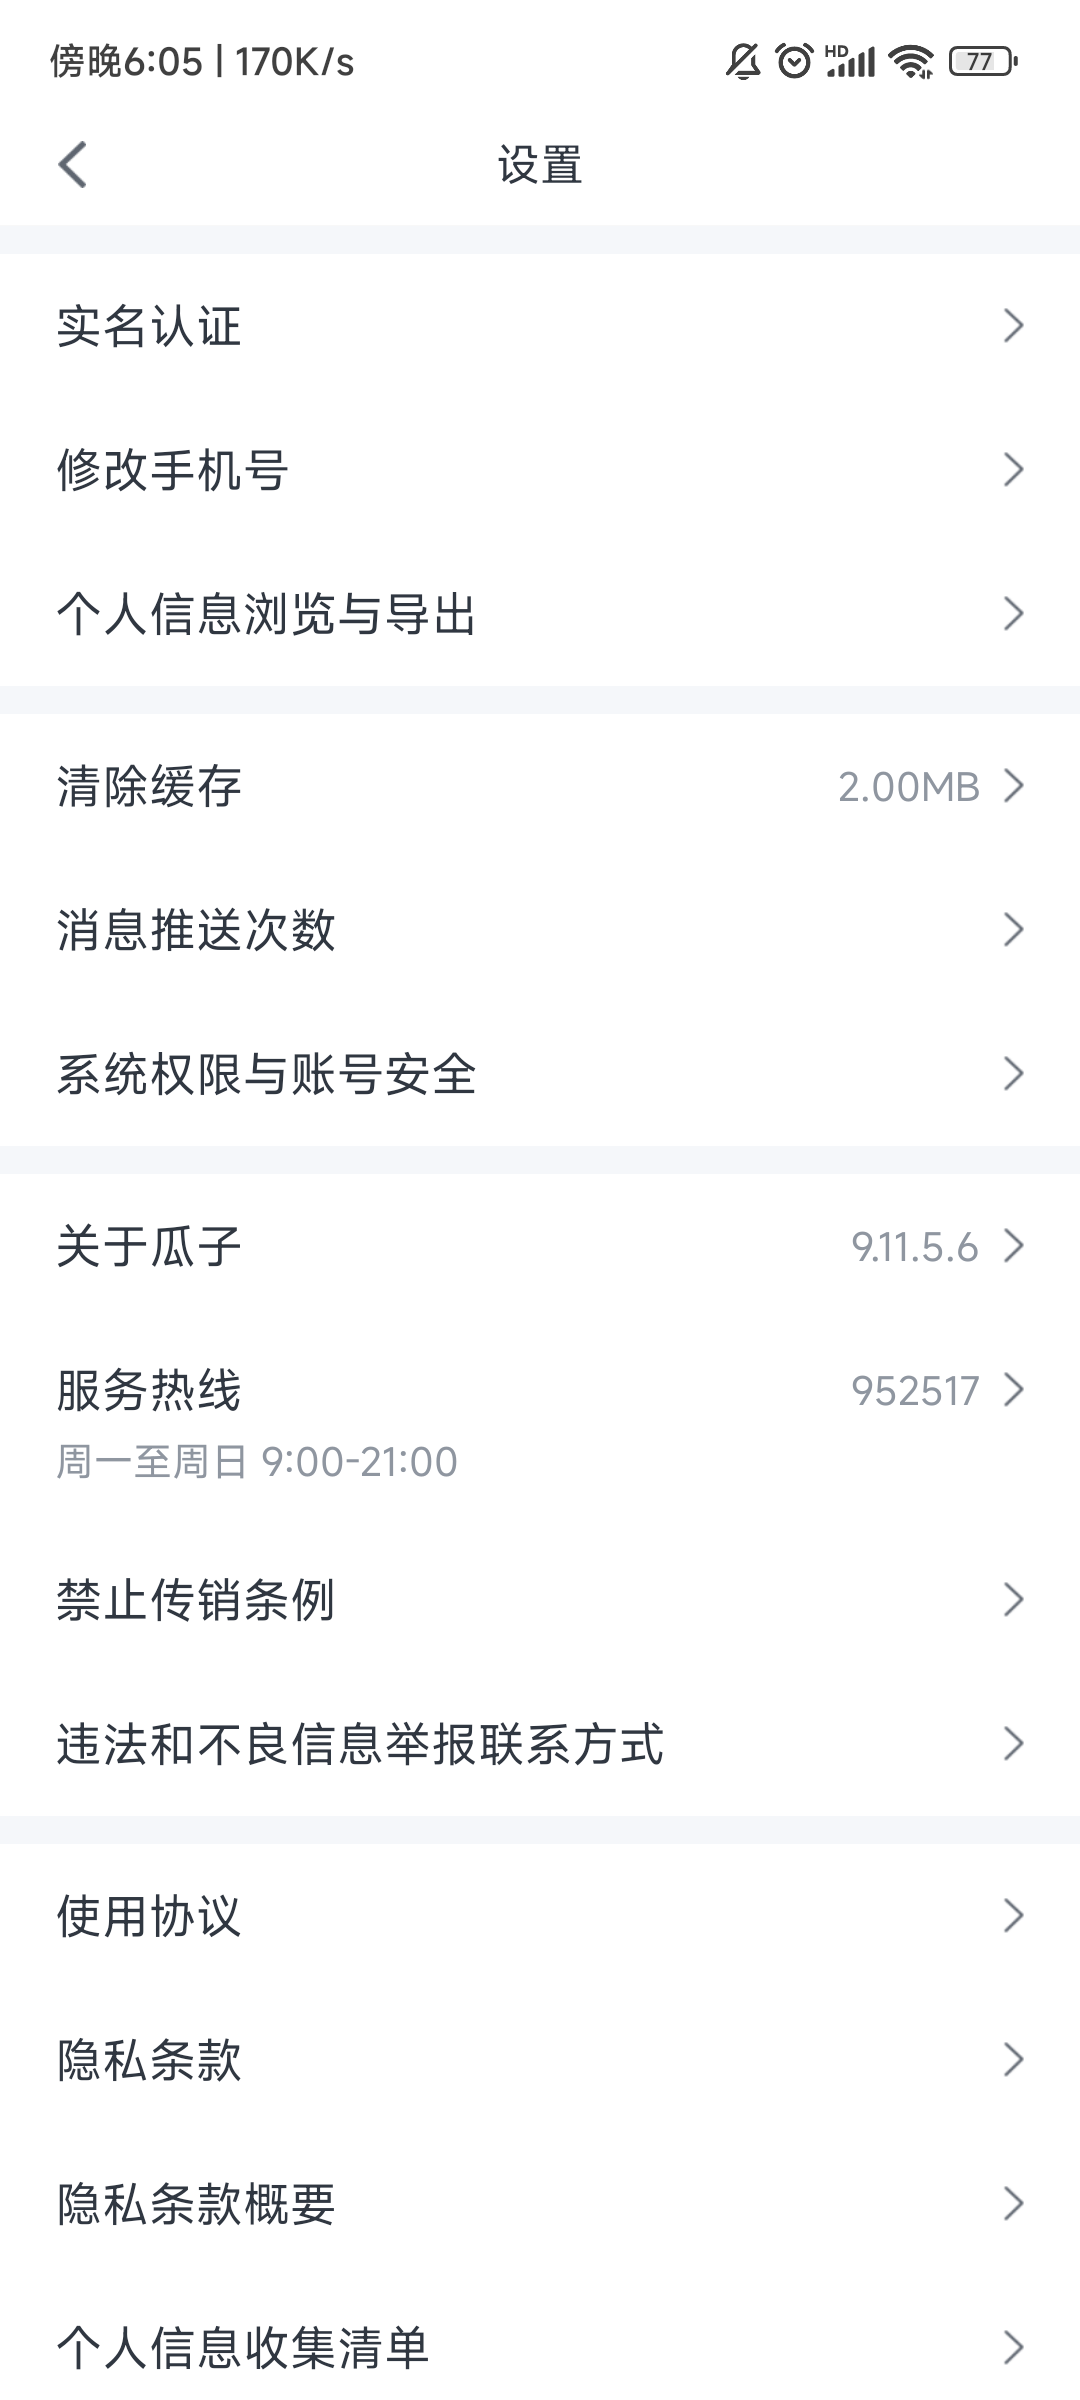 傍晚6:05 | 170K/s
HD
77
设置
实名认证
修改手机号
个人信息浏览与导出
清除缓存 2.00MB
消息推送次数
系统权限与账号安全
关于瓜子 9.11.5.6
服务热线 952517
周一至周日 9:00-21:00
禁止传销条例
违法和不良信息举报联系方式
使用协议
隐私条款
隐私条款概要
个人信息收集清单